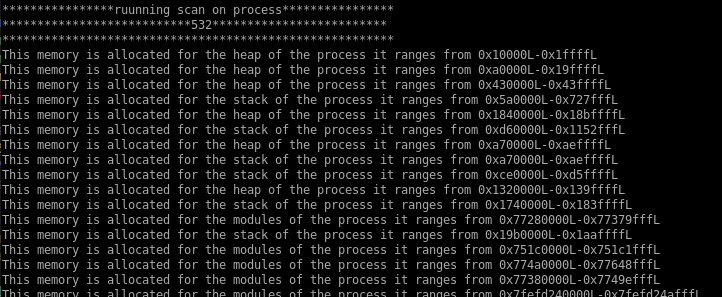 ****************ruunning scan on process****************
***************************532*************************
********************************************************
This memory is allocated for the heap of the process it ranges from 0x10000L-0x1ffffL
This memory is allocated for the heap of the process it ranges from 0xa0000L-0x19ffffL
This memory is allocated for the heap of the process it ranges from 0x430000L-0x43ffffL
This memory is allocated for the stack of the process it ranges from 0x5a0000L-0x727fffL
This memory is allocated for the heap of the process it ranges from 0x1840000L-0x18bffffL
This memory is allocated for the stack of the process it ranges from 0xd60000L-0x1152fffL
This memory is allocated for the heap of the process it ranges from 0xa70000L-0xaeffffL
This memory is allocated for the stack of the process it ranges from 0xa70000L-0xaeffffL
This memory is allocated for the stack of the process it ranges from 0xce0000L-0xd5ffffL
This memory is allocated for the heap of the process it ranges from 0x1320000L-0x139ffffL
This memory is allocated for the stack of the process it ranges from 0x1740000L-0x183ffffL
This memory is allocated for the modules of the process it ranges from 0x77280000L-0x77379fffL
This memory is allocated for the stack of the process it ranges from 0x19b0000L-0x1aaffffL
This memory is allocated for the modules of the process it ranges from 0x751c0000L-0x751c1fffL
This memory is allocated for the modules of the process it ranges from 0x774a0000L-0x77648fffL
This memory is allocated for the modules of the process it ranges from 0x77380000L-0x7749efffL
This memory is allocated for the modules of the process it ranges from 0x7fefd240000L-0x7fefd24afffL